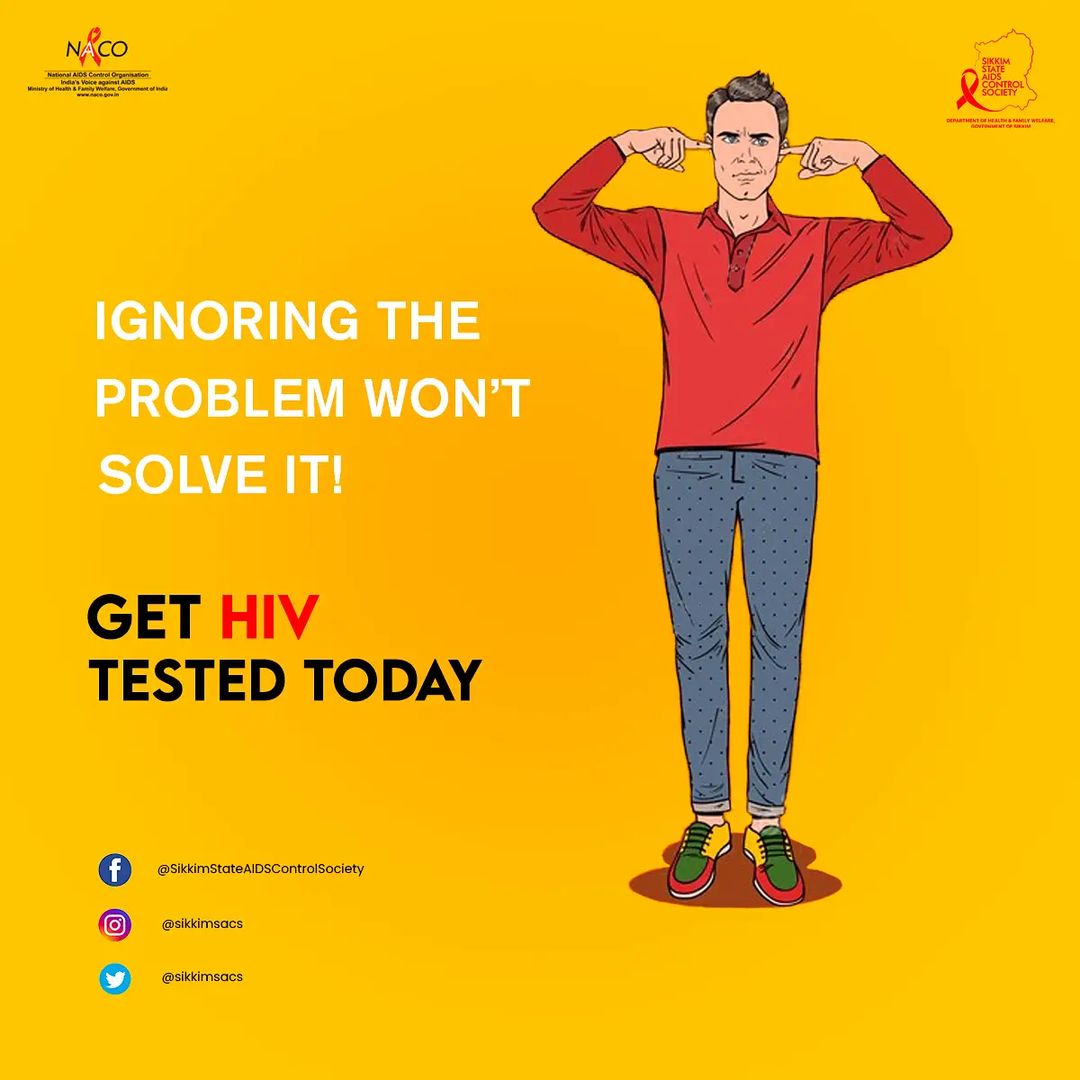 NACO
National AIDS Control Organisation
India's Voice against AIDS
Ministry of Health & Family Welfare, Government of India
www.naco.gov.in
SIKKIM
STATE
AIDS
CONTROL
SOCIETY
DEPARTMENT OF HEALTH & FAMILY WELFARE,
GOVERNMENT OF SIKKIM
IGNORING THE
PROBLEM WON'T
SOLVE IT!
GET HIV
TESTED TODAY
@SikkimStateAIDSControlSociety
@sikkimsacs
@sikkimsacs